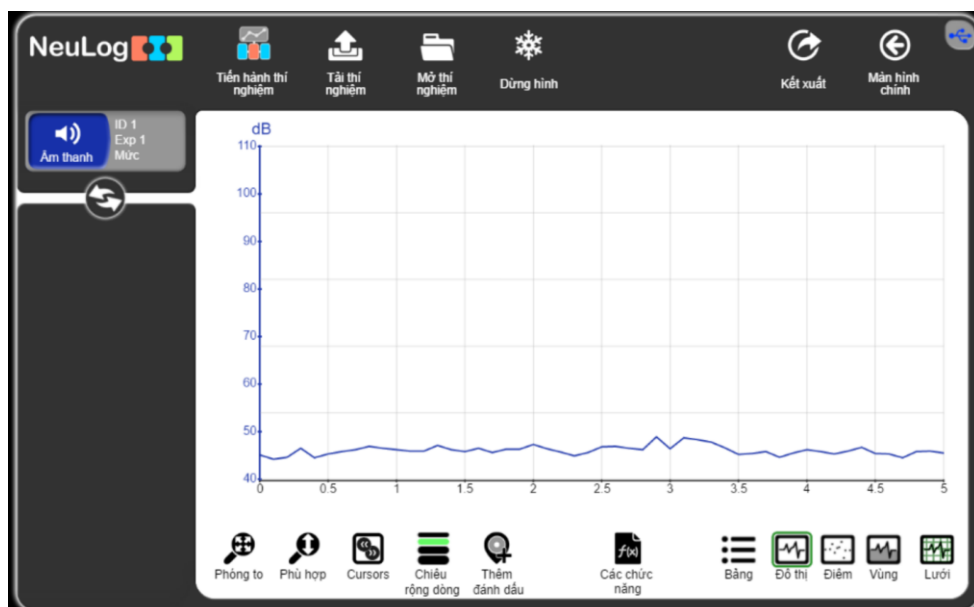 NeuLog
Tiến hành thí
nghiệm
Tải thí
nghiệm
Mở thí
nghiệm
Dừng hình
Kết xuất
Màn hình
chính
Âm thanh
ID 1
Exp 1
Mức
dB
110
100
90
80
70
60
50
40
0 0.5 1 1.5 2 2.5 3 3.5 4 4.5 5
Phóng to
Phù hợp
Cursors
Chiều
rộng dòng
Thêm
đánh dấu
f(x)
Các chức
năng
Bảng
Đồ thị
Điểm
Vùng
Lưới